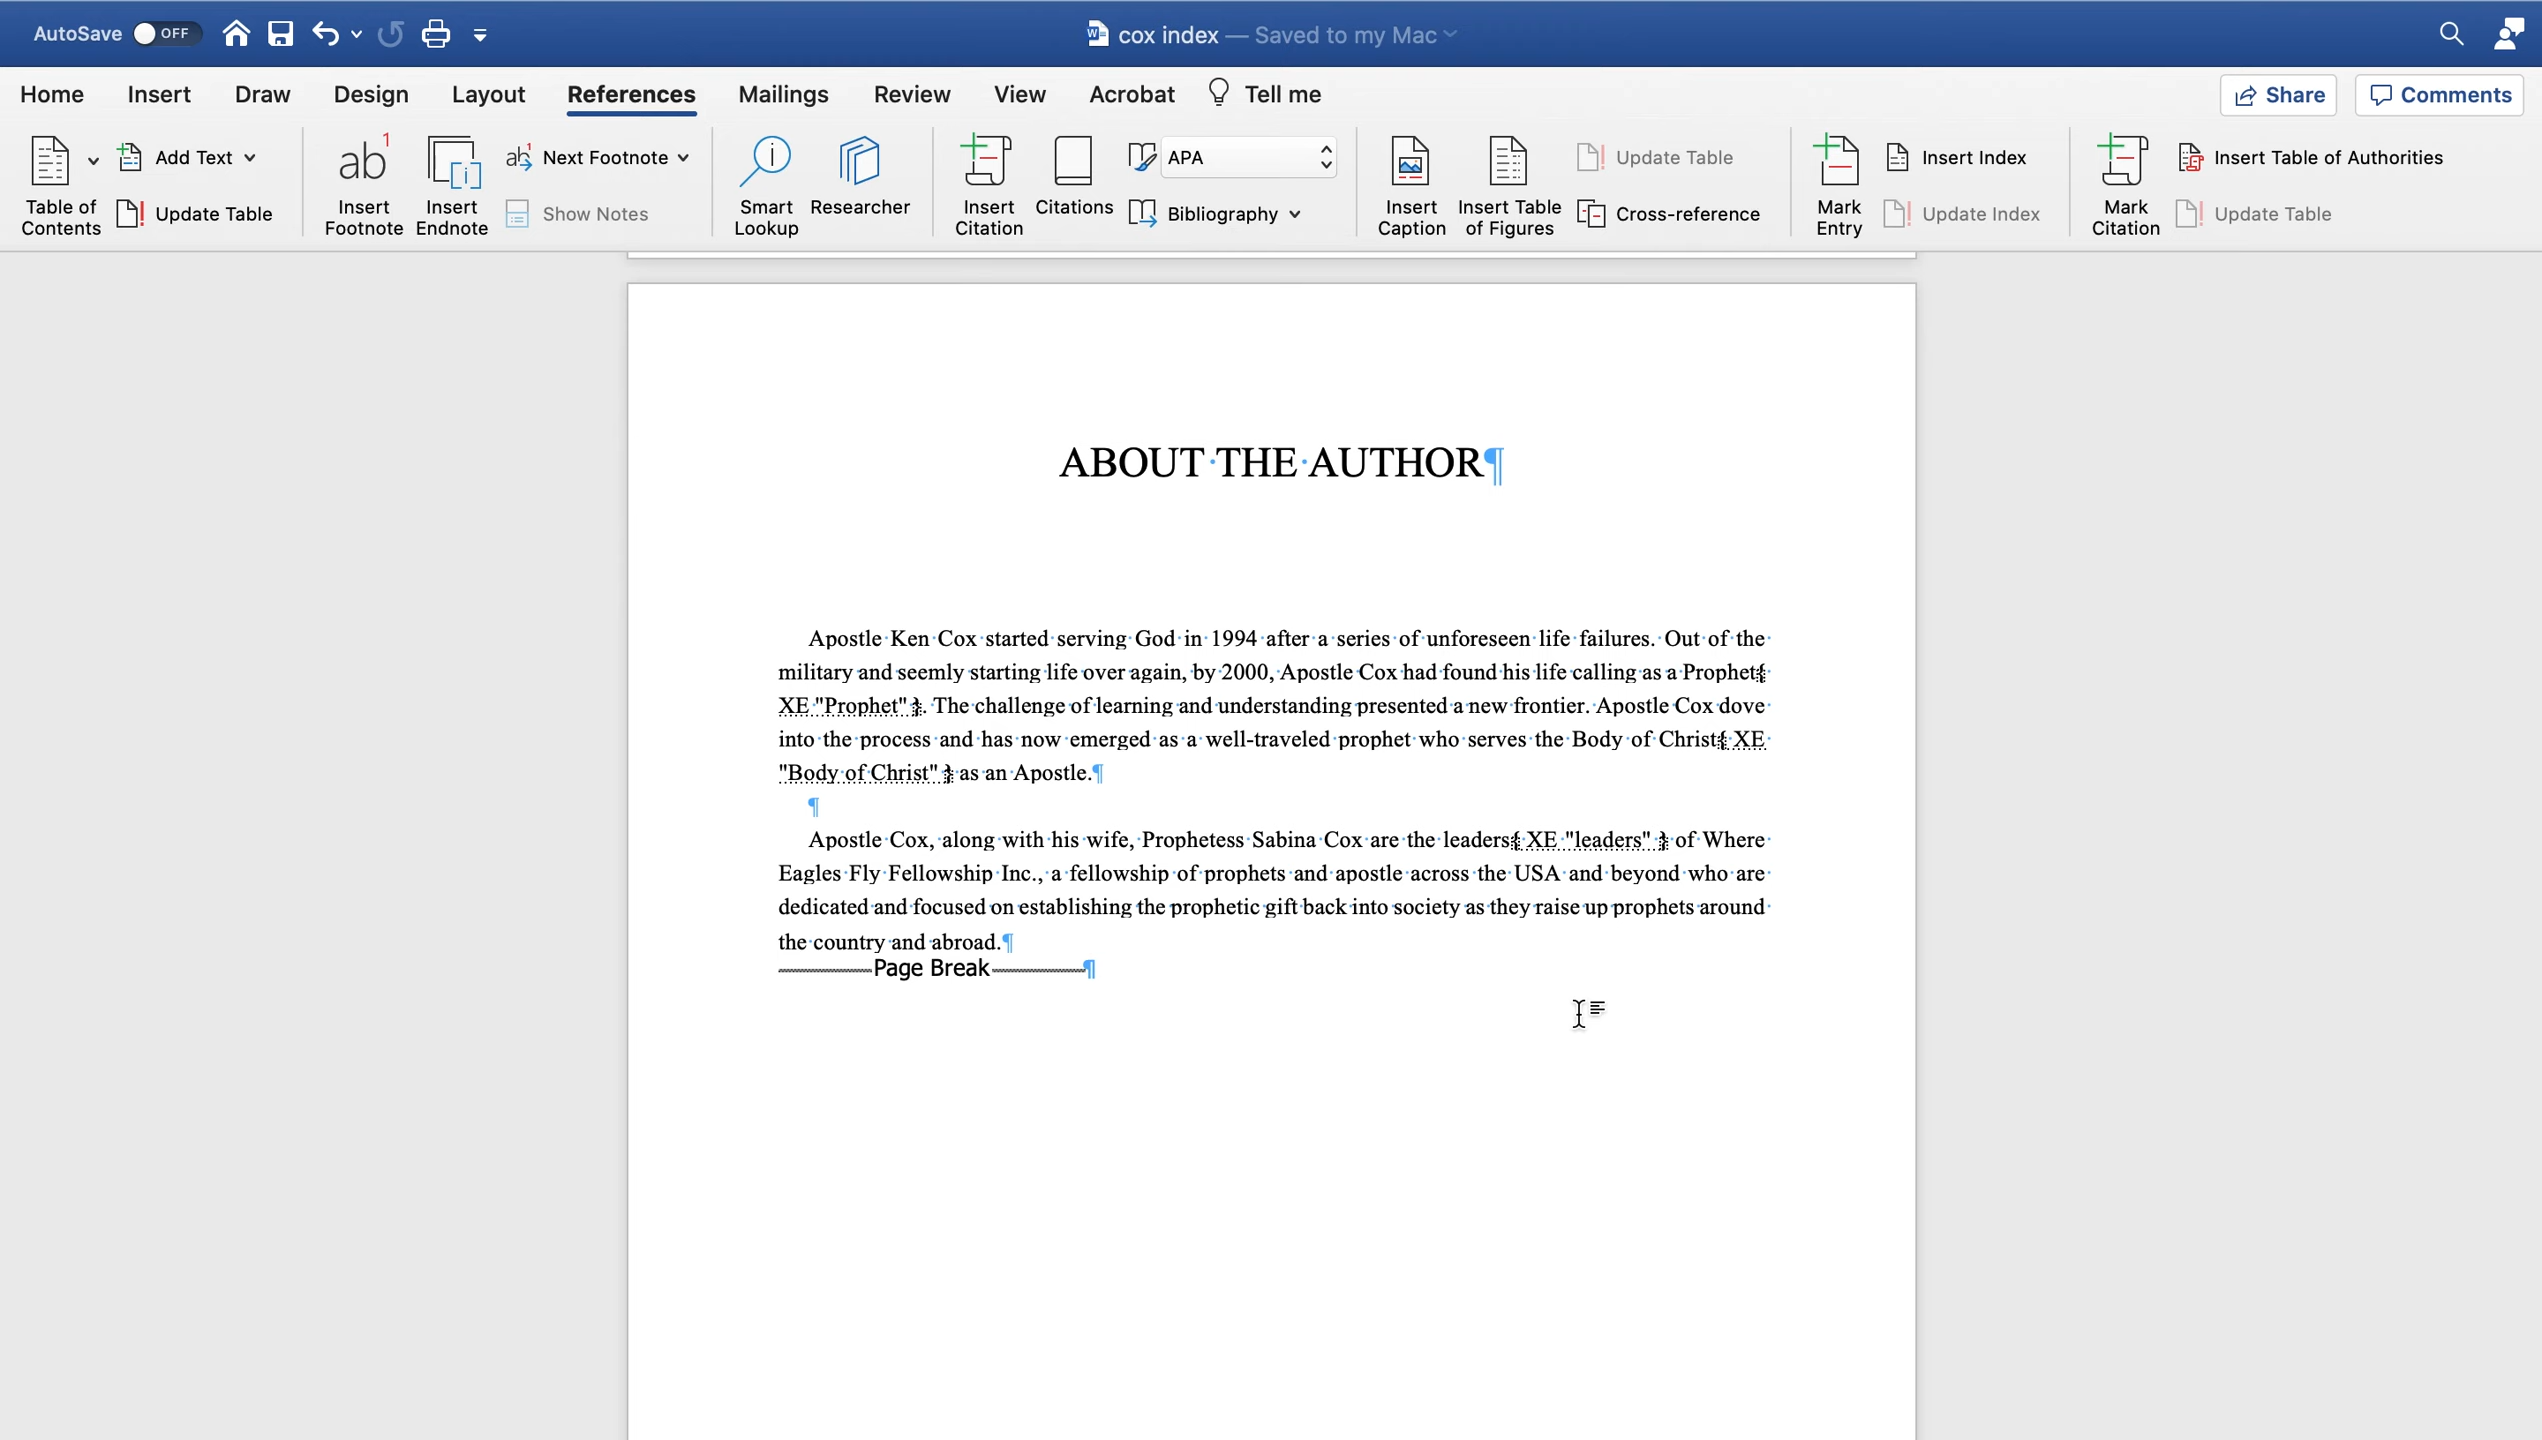 AutoSave OFF cox index — Saved to my Mac
Home Insert Draw Design Layout References Mailings Review View Acrobat Tell me Share Comments
Table of Contents
Add Text
Update Table
Insert Footnote
Insert Endnote
Next Footnote
Show Notes
Smart Lookup
Researcher
Insert Citation
Citations
APA
Bibliography
Insert Caption
Insert Table of Figures
Update Table
Cross-reference
Mark Entry
Insert Index
Update Index
Mark Citation
Insert Table of Authorities
Update Table
ABOUT THE AUTHOR¶
Apostle Ken Cox started serving God in 1994 after a series of unforeseen life failures. Out of the
military and seemly starting life over again, by 2000, Apostle Cox had found his life calling as a Prophet{
XE "Prophet" }. The challenge of learning and understanding presented a new frontier. Apostle Cox dove
into the process and has now emerged as a well-traveled prophet who serves the Body of Christ{ XE
"Body of Christ" } as an Apostle.¶
¶
Apostle Cox, along with his wife, Prophetess Sabina Cox are the leaders{ XE "leaders" } of Where
Eagles Fly Fellowship Inc., a fellowship of prophets and apostle across the USA and beyond who are
dedicated and focused on establishing the prophetic gift back into society as they raise up prophets around
the country and abroad.¶
Page Break¶